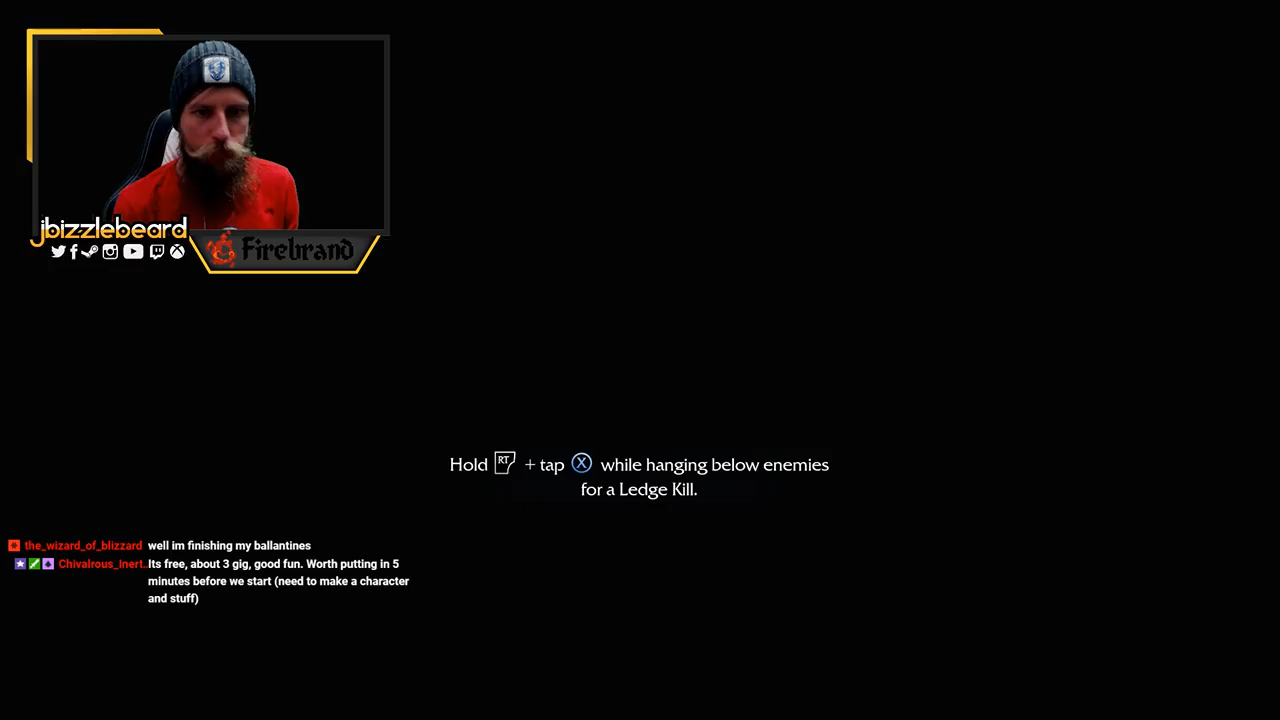 jbizzlebeard
Firebrand
Hold RT + tap X while hanging below enemies
for a Ledge Kill.
the_wizard_of_blizzard well im finishing my ballantines
Chivalrous_Inert.. Its free, about 3 gig, good fun. Worth putting in 5
minutes before we start (need to make a character
and stuff)